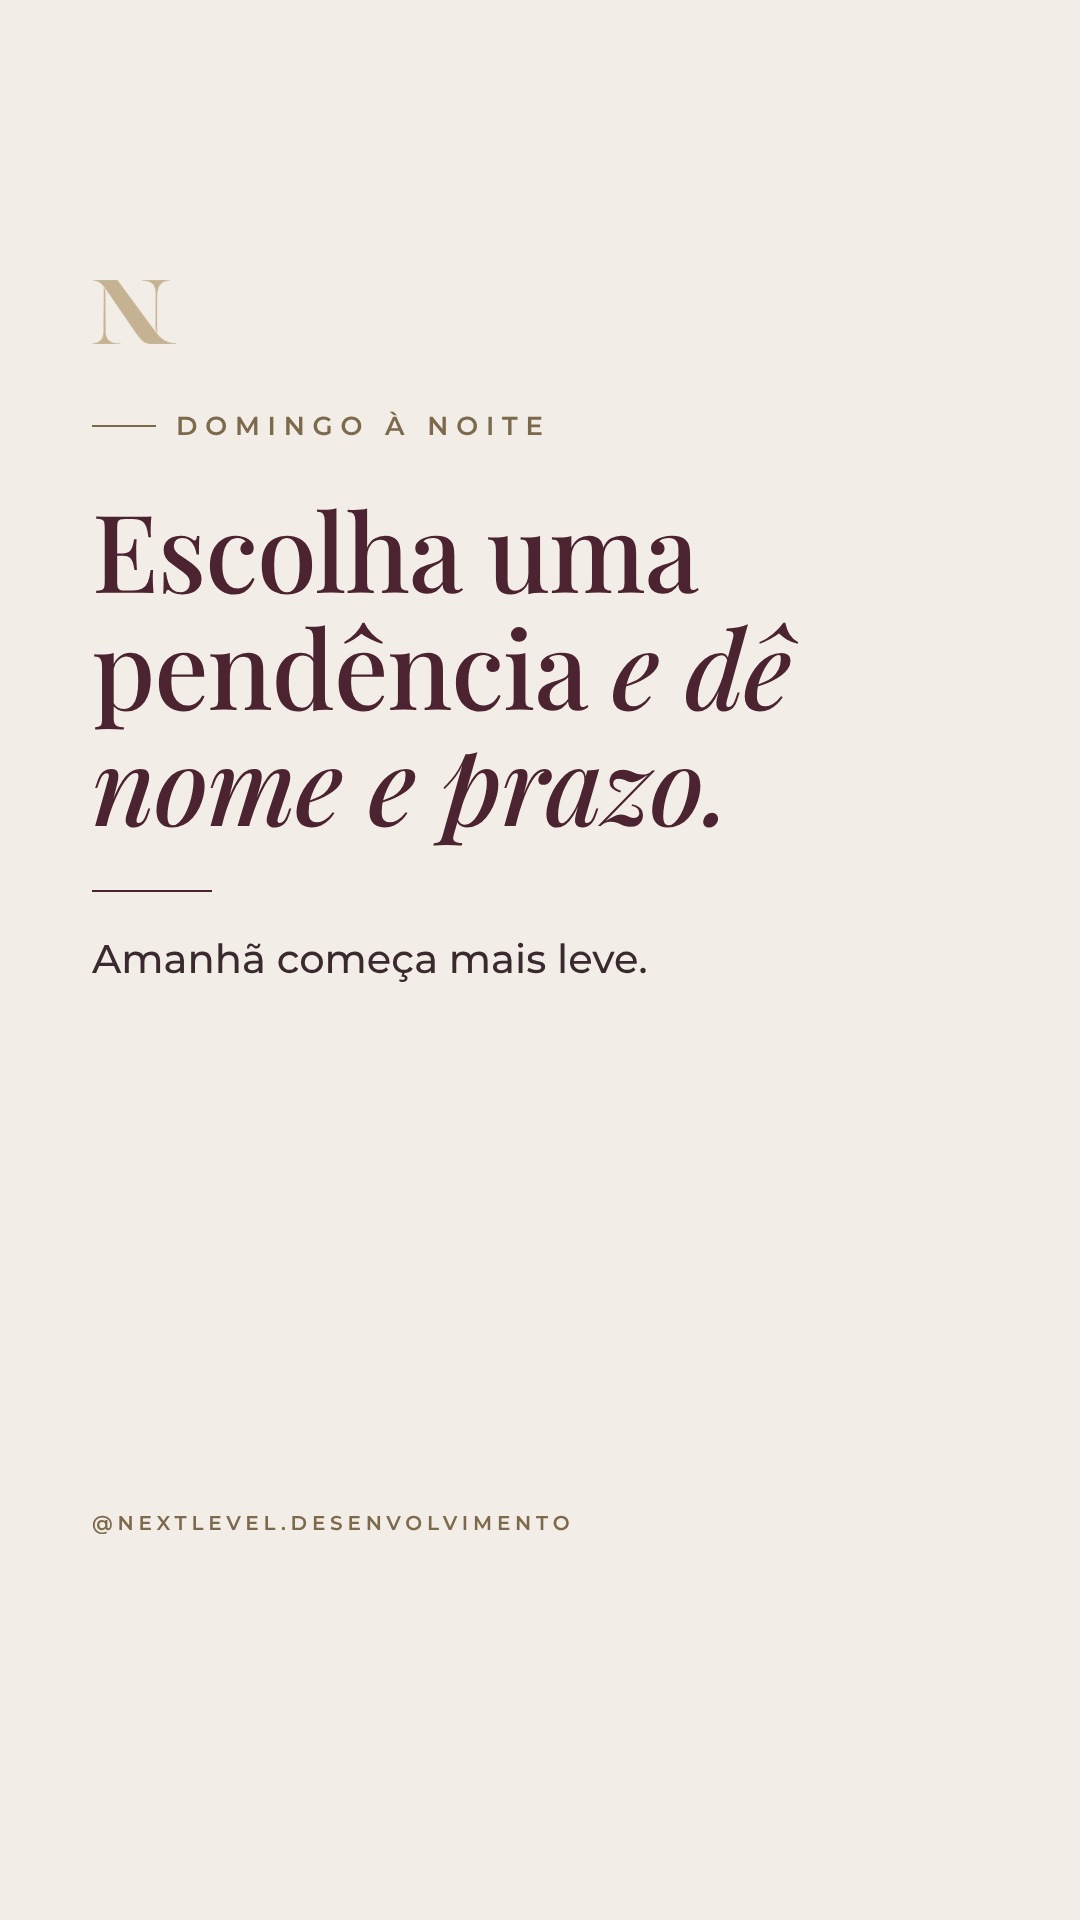 N
DOMINGO À NOITE
Escolha uma
pendência e dê
nome e prazo.
Amanhã começa mais leve.
@NEXTLEVEL.DESENVOLVIMENTO